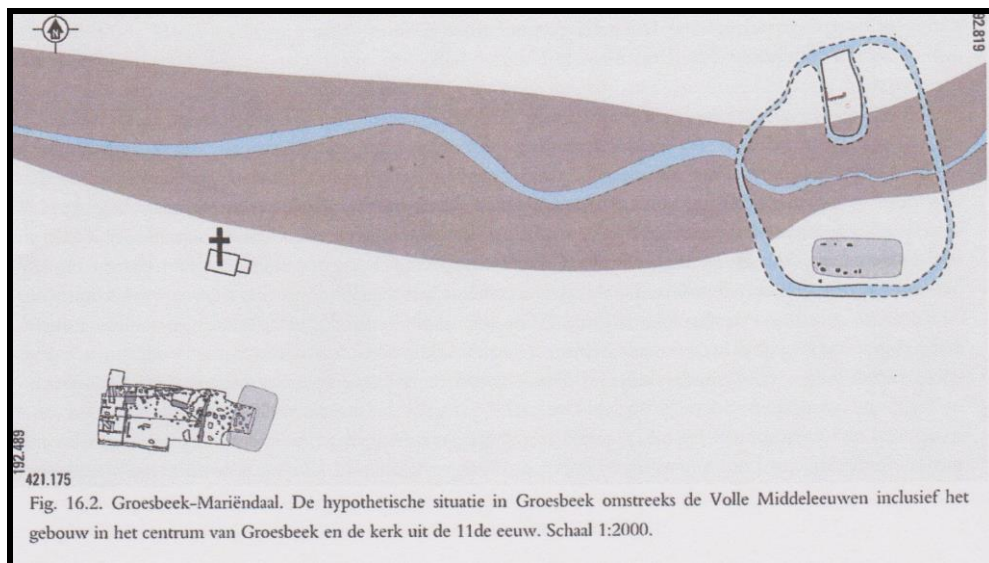 N
92.819
192.489
421.175
Fig. 16.2. Groesbeek-Mariëndaal. De hypothetische situatie in Groesbeek omstreeks de Volle Middeleeuwen inclusief het
gebouw in het centrum van Groesbeek en de kerk uit de 11de eeuw. Schaal 1:2000.